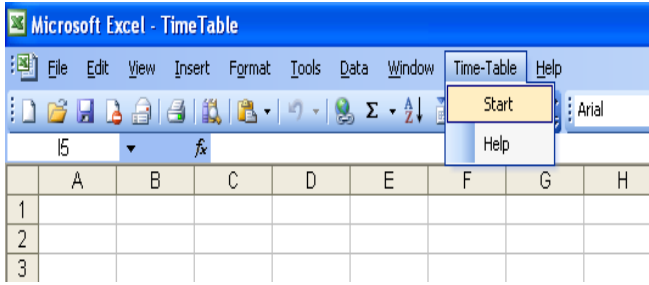 Microsoft Excel - TimeTable
File Edit View Insert Format Tools Data Window Time-Table Help
Start
Arial
Help
I5 fx
A B C D E F G H
1
2
3